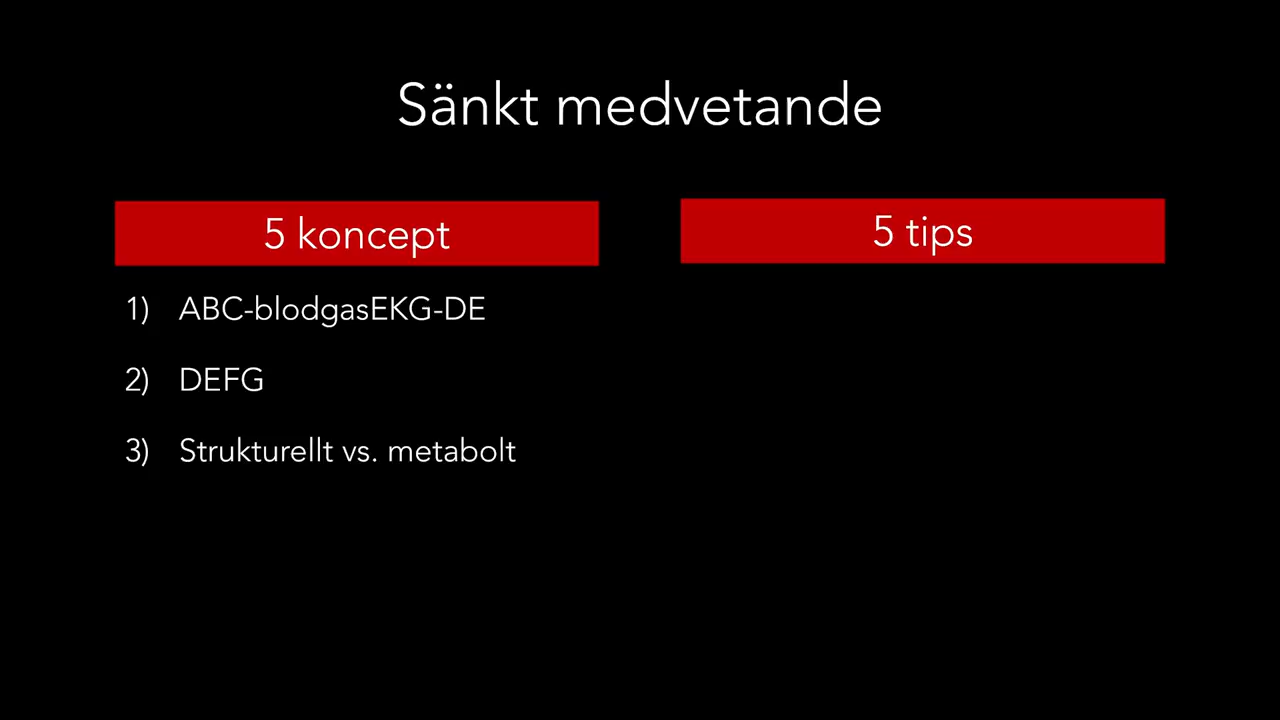 Sänkt medvetande
5 koncept
1) ABC-blodgasEKG-DE
2) DEFG
3) Strukturellt vs. metabolt
5 tips